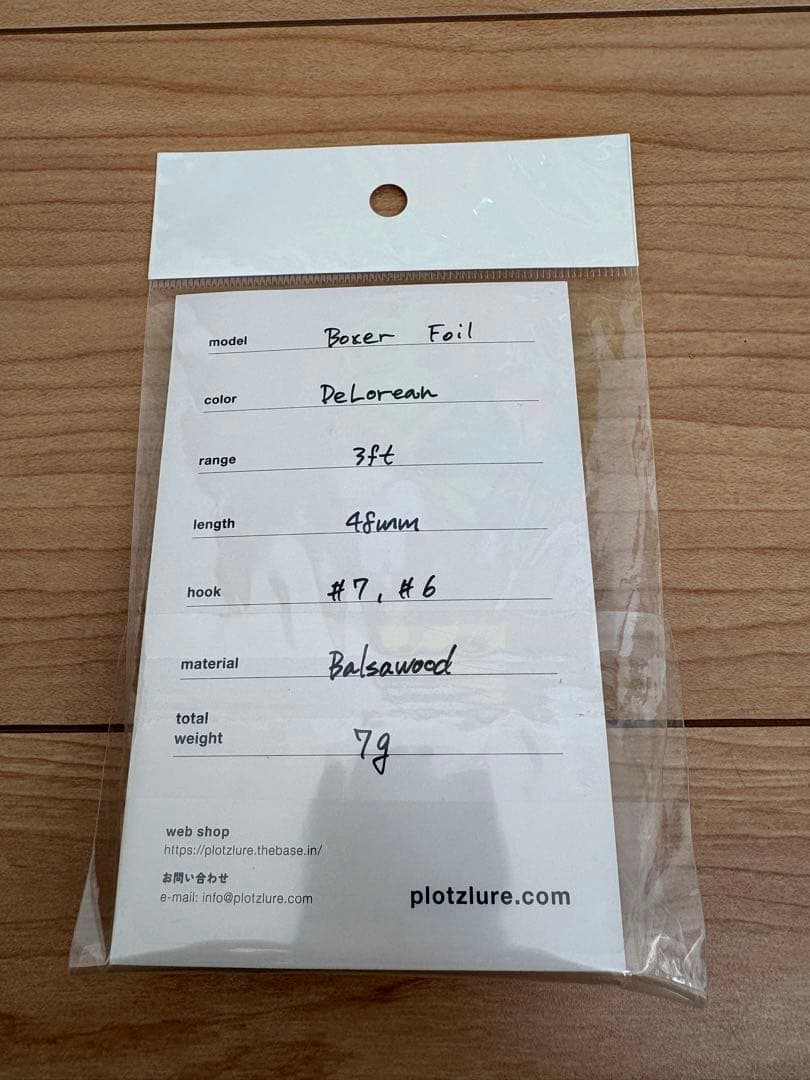 model Boxer Foil
color DeLorean
range 3ft
length 48mm
hook #7, #6
material Balsawood
total
weight 7g
web shop
https://plotzlure.thebase.in/
お問い合わせ
e-mail: info@plotzlure.com
plotzlure.com